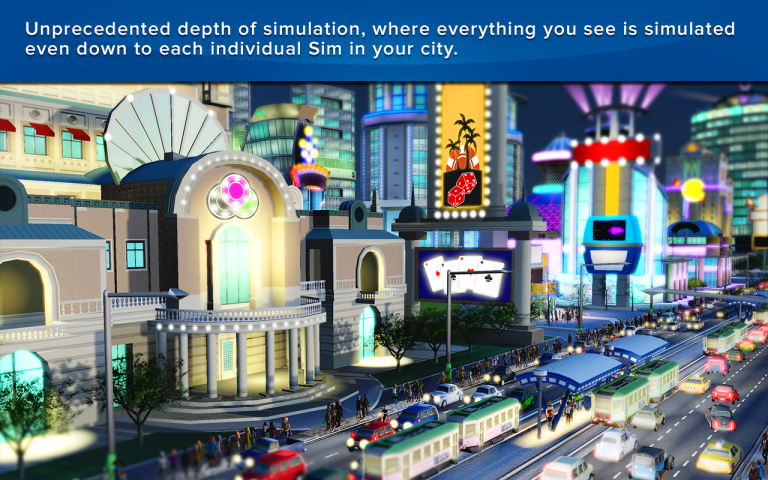 Unprecedented depth of simulation, where everything you see is simulated
even down to each individual Sim in your city.